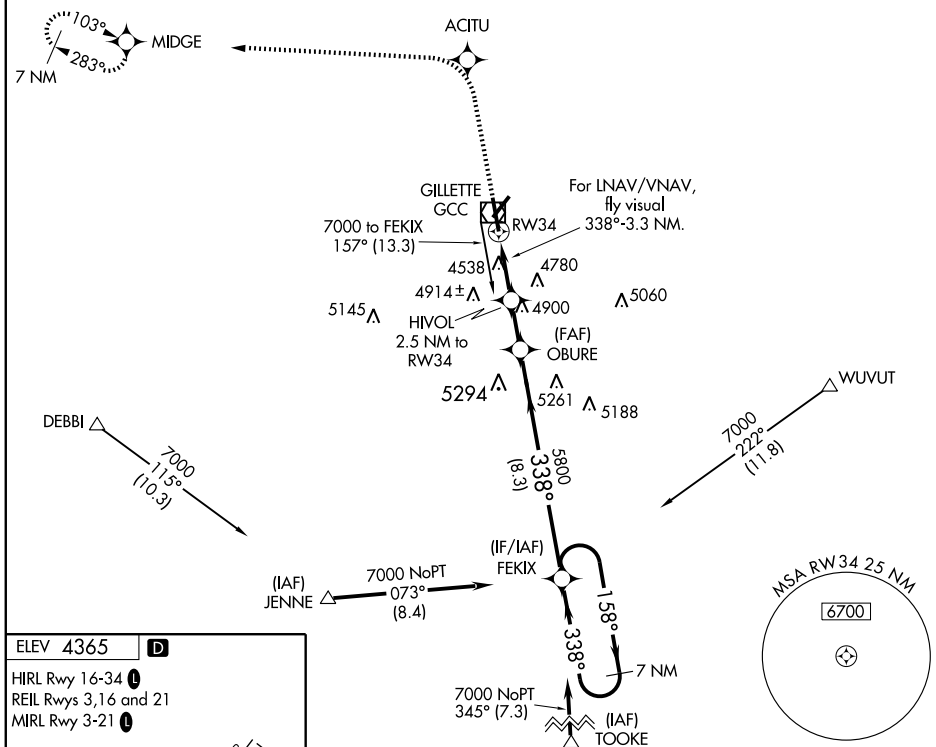 103°
283°
7 NM
MIDGE
ACITU
GILLETTE
GCC
RW34
For LNAV/VNAV,
fly visual
338°-3.3 NM.
7000 to FEKIX
157° (13.3)
4538
4780
4914±
4900
5060
5145
HIVOL
2.5 NM to
RW34
(FAF)
OBURE
5294
5261
5188
WUVUT
DEBBI
7000
115°
(10.3)
7000
222°
(11.8)
5800
338°
(8.3)
(IF/IAF)
FEKIX
(IAF)
JENNE
7000 NoPT
073°
(8.4)
158°
338°
7 NM
7000 NoPT
345° (7.3)
(IAF)
TOOKE
MSA RW34 25 NM
6700
ELEV 4365 D
HIRL Rwy 16-34 L
REIL Rwys 3,16 and 21
MIRL Rwy 3-21 L